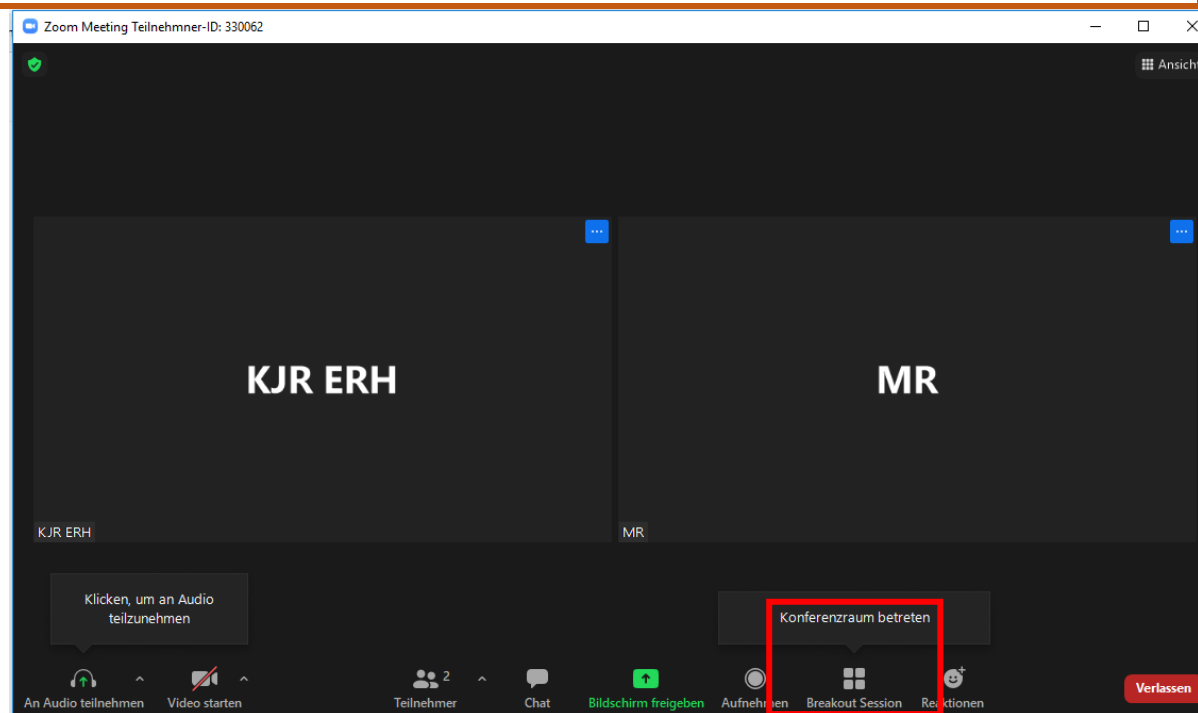 Zoom Meeting Teilnehmner-ID: 330062
Ansicht
KJR ERH
MR
KJR ERH
MR
Klicken, um an Audio
teilzunehmen
Konferenzraum betreten
2
An Audio teilnehmen
Video starten
Teilnehmer
Chat
Bildschirm freigeben
Aufnehmen
Breakout Session
Reaktionen
Verlassen